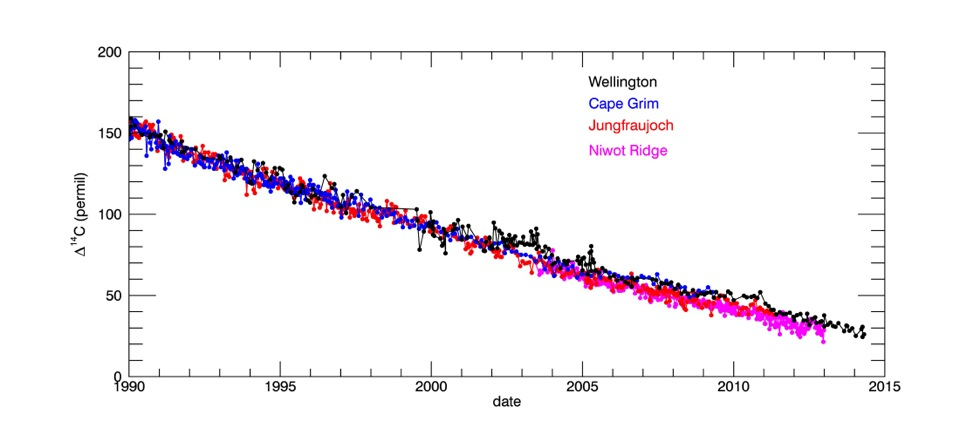 200
150
100
50
0
Δ14C (permil)
Wellington
Cape Grim
Jungfraujoch
Niwot Ridge
1990 1995 2000 2005 2010 2015
date